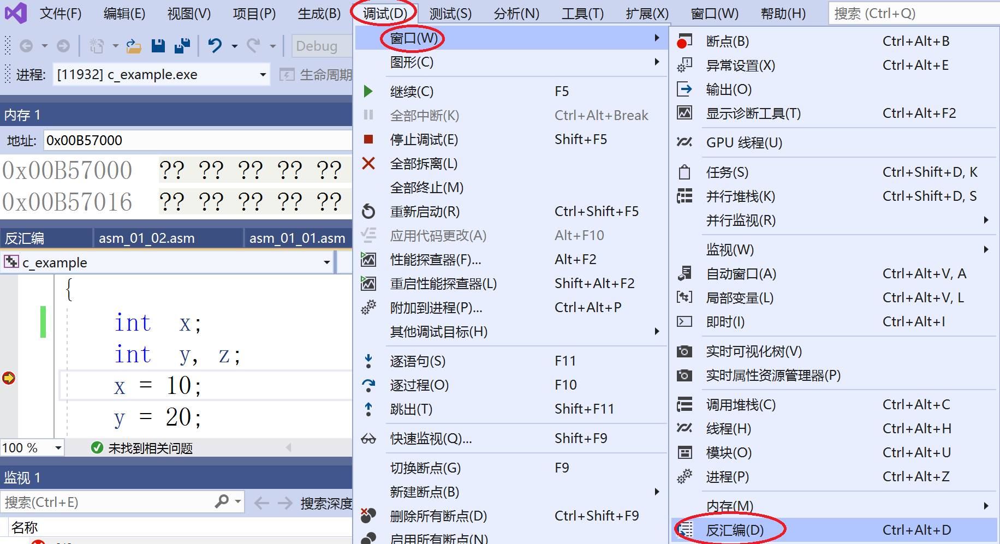 文件(F) 编辑(E) 视图(V) 项目(P) 生成(B) 调试(D) 测试(S) 分析(N) 工具(T) 扩展(X) 窗口(W) 帮助(H) 搜索 (Ctrl+Q)
Debug
进程: [11932] c_example.exe 生命周期
内存 1
地址: 0x00B57000
0x00B57000 ?? ?? ?? ?? ??
0x00B57016 ?? ?? ?? ?? ??
反汇编 asm_01_02.asm asm_01_01.asm
c_example
{
int x;
int y, z;
x = 10;
y = 20;
100 % 未找到相关问题
监视 1
搜索(Ctrl+E) 搜索深度
名称
窗口(W)
图形(C)
继续(C) F5
全部中断(K) Ctrl+Alt+Break
停止调试(E) Shift+F5
全部拆离(L)
全部终止(M)
重新启动(R) Ctrl+Shift+F5
应用代码更改(A) Alt+F10
性能探查器(F)... Alt+F2
重启性能探查器(L) Shift+Alt+F2
附加到进程(P)... Ctrl+Alt+P
其他调试目标(H)
逐语句(S) F11
逐过程(O) F10
跳出(T) Shift+F11
快速监视(Q)... Shift+F9
切换断点(G) F9
新建断点(B)
删除所有断点(D) Ctrl+Shift+F9
启用所有断点(N)
断点(B) Ctrl+Alt+B
异常设置(X) Ctrl+Alt+E
输出(O)
显示诊断工具(T) Ctrl+Alt+F2
GPU 线程(U)
任务(S) Ctrl+Shift+D, K
并行堆栈(K) Ctrl+Shift+D, S
并行监视(R)
监视(W)
自动窗口(A) Ctrl+Alt+V, A
局部变量(L) Ctrl+Alt+V, L
即时(I) Ctrl+Alt+I
实时可视化树(V)
实时属性资源管理器(P)
调用堆栈(C) Ctrl+Alt+C
线程(H) Ctrl+Alt+H
模块(O) Ctrl+Alt+U
进程(P) Ctrl+Alt+Z
内存(M)
反汇编(D) Ctrl+Alt+D